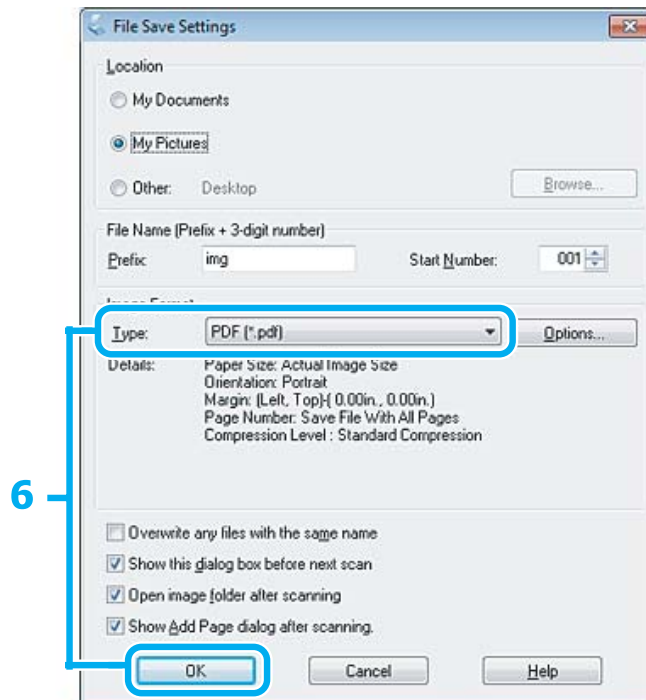 File Save Settings
Location
My Documents
My Pictures
Other: Desktop Browse...
File Name (Prefix + 3-digit number)
Prefix: img Start Number: 001
Image Format
Type: PDF (*.pdf) Options...
Details: Paper Size: Actual Image Size
Orientation: Portrait
Margin: (Left, Top)-( 0.00in., 0.00in.)
Page Number: Save File With All Pages
Compression Level : Standard Compression
6
Overwrite any files with the same name
Show this dialog box before next scan
Open image folder after scanning
Show Add Page dialog after scanning.
OK Cancel Help